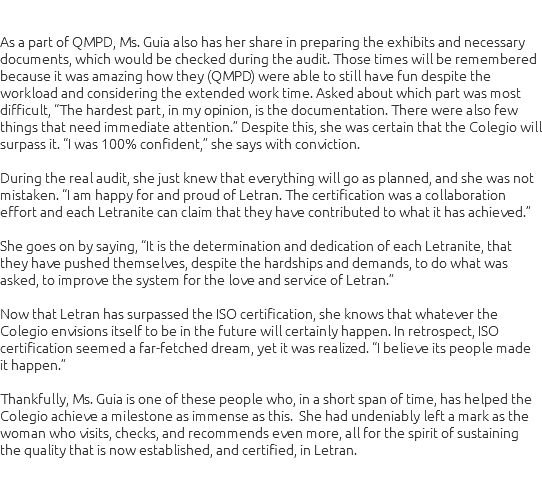 As a part of QMPD, Ms. Guia also has her share in preparing the exhibits and necessary
documents, which would be checked during the audit. Those times will be remembered
because it was amazing how they (QMPD) were able to still have fun despite the
workload and considering the extended work time. Asked about which part was most
difficult, “The hardest part, in my opinion, is the documentation. There were also few
things that need immediate attention.” Despite this, she was certain that the Colegio will
surpass it. “I was 100% confident,” she says with conviction.
During the real audit, she just knew that everything will go as planned, and she was not
mistaken. “I am happy for and proud of Letran. The certification was a collaboration
effort and each Letranite can claim that they have contributed to what it has achieved.”
She goes on by saying, “It is the determination and dedication of each Letranite, that
they have pushed themselves, despite the hardships and demands, to do what was
asked, to improve the system for the love and service of Letran.”
Now that Letran has surpassed the ISO certification, she knows that whatever the
Colegio envisions itself to be in the future will certainly happen. In retrospect, ISO
certification seemed a far-fetched dream, yet it was realized. “I believe its people made
it happen.”
Thankfully, Ms. Guia is one of these people who, in a short span of time, has helped the
Colegio achieve a milestone as immense as this.  She had undeniably left a mark as the
woman who visits, checks, and recommends even more, all for the spirit of sustaining
the quality that is now established, and certified, in Letran.